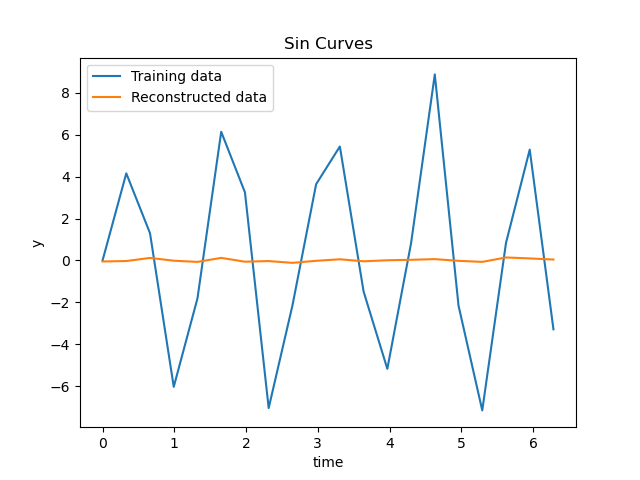 Sin Curves
Training data
Reconstructed data
8
6
4
2
0
−2
−4
−6
y
0 1 2 3 4 5 6
time